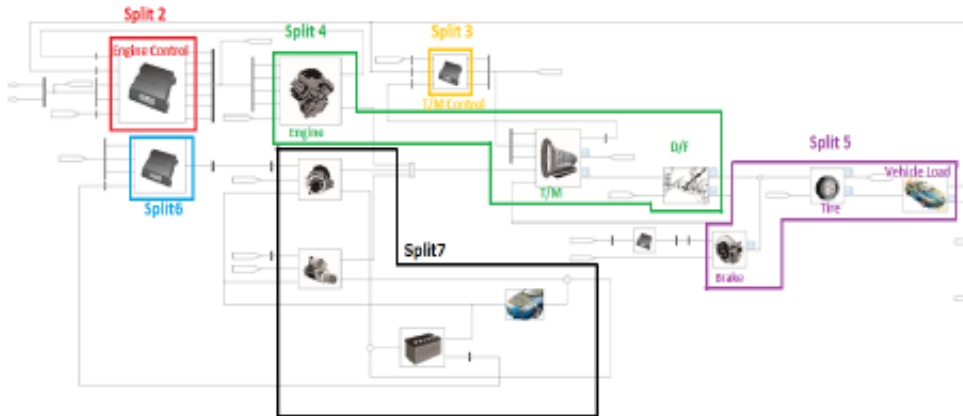 Split 2
Split 4
Split 3
Engine Control
T/M Control
Engine
D/F
Split 5
Split6
T/M
Vehicle Load
Tire
Split7
Brake